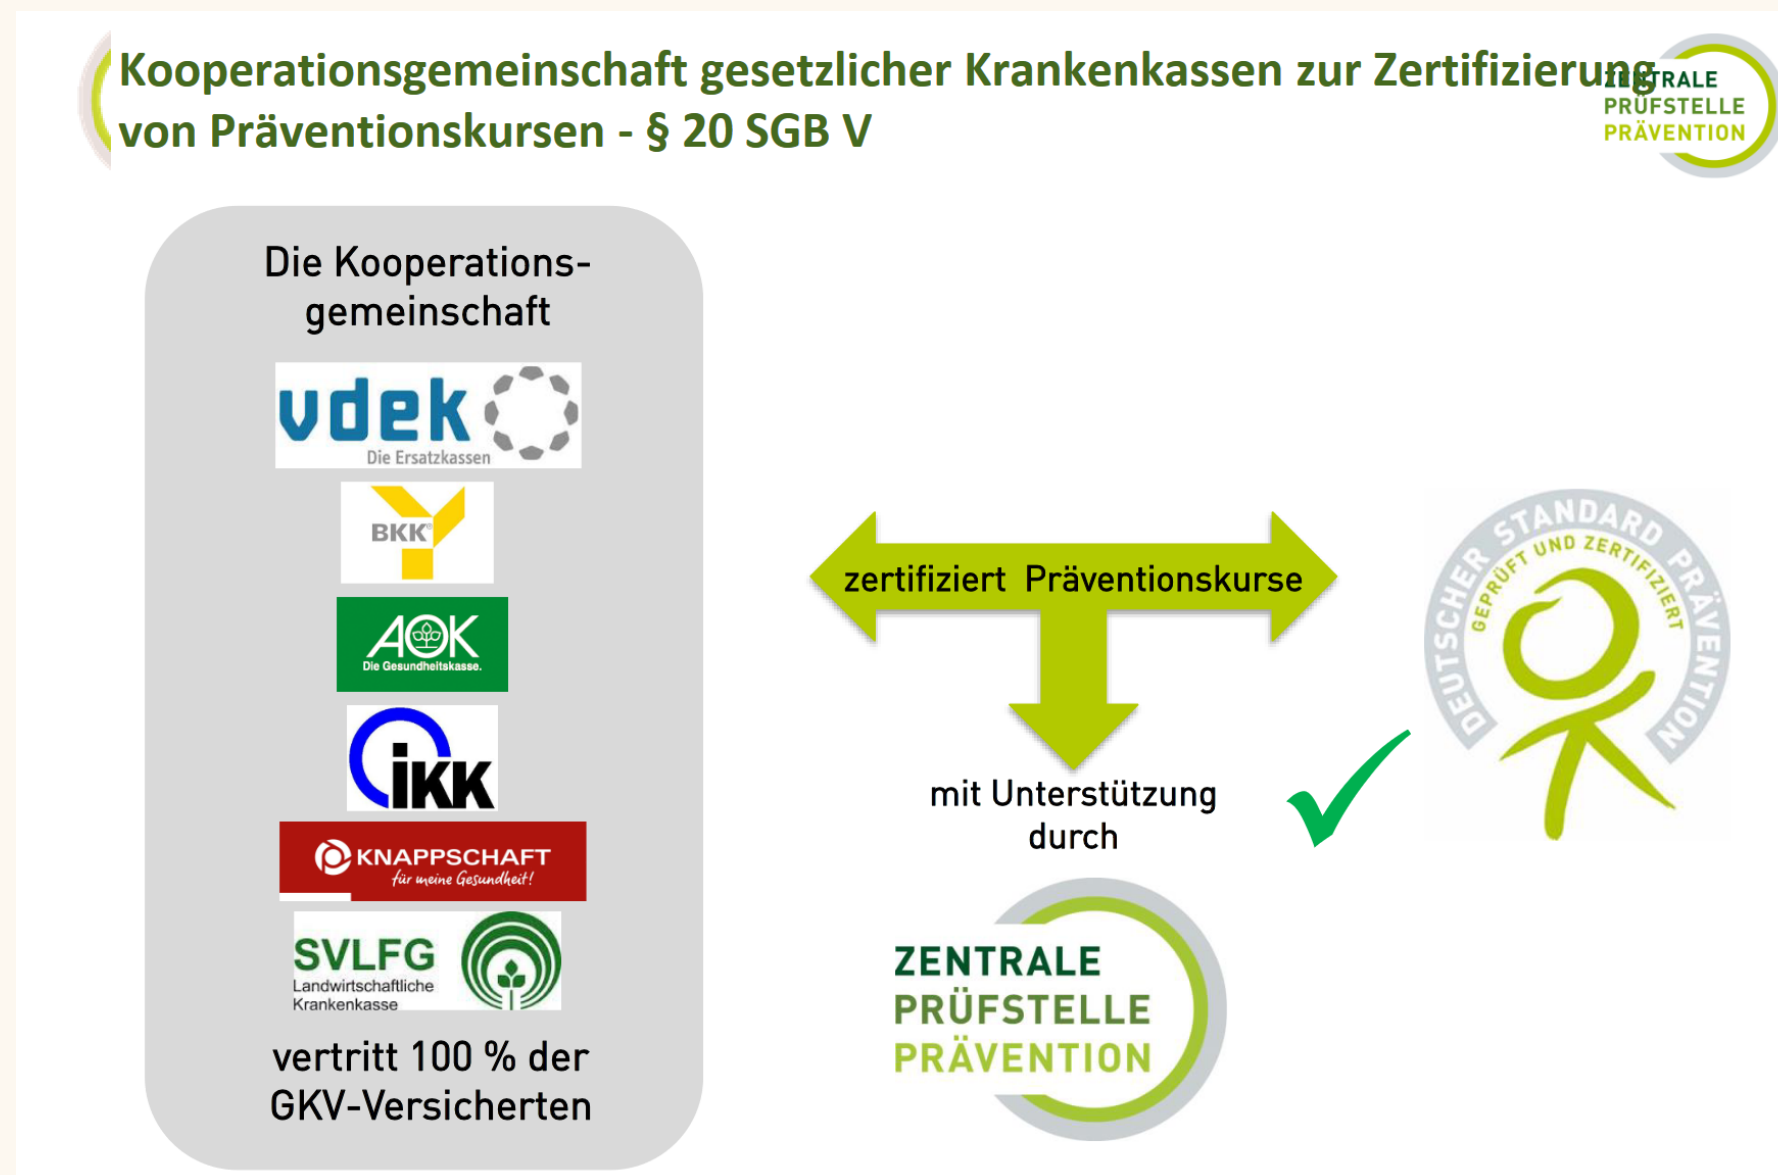 Kooperationsgemeinschaft gesetzlicher Krankenkassen zur Zertifizierung
von Präventionskursen - § 20 SGB V
ZENTRALE
PRÜFSTELLE
PRÄVENTION
Die Kooperations-
gemeinschaft
vdek
Die Ersatzkassen
BKK®
AOK
Die Gesundheitskasse.
iKK
KNAPPSCHAFT
für meine Gesundheit!
SVLFG
Landwirtschaftliche
Krankenkasse
vertritt 100 % der
GKV-Versicherten
zertifiziert Präventionskurse
mit Unterstützung
durch
ZENTRALE
PRÜFSTELLE
PRÄVENTION
DEUTSCHER STANDARD PRÄVENTION
GEPRÜFT UND ZERTIFIZIERT